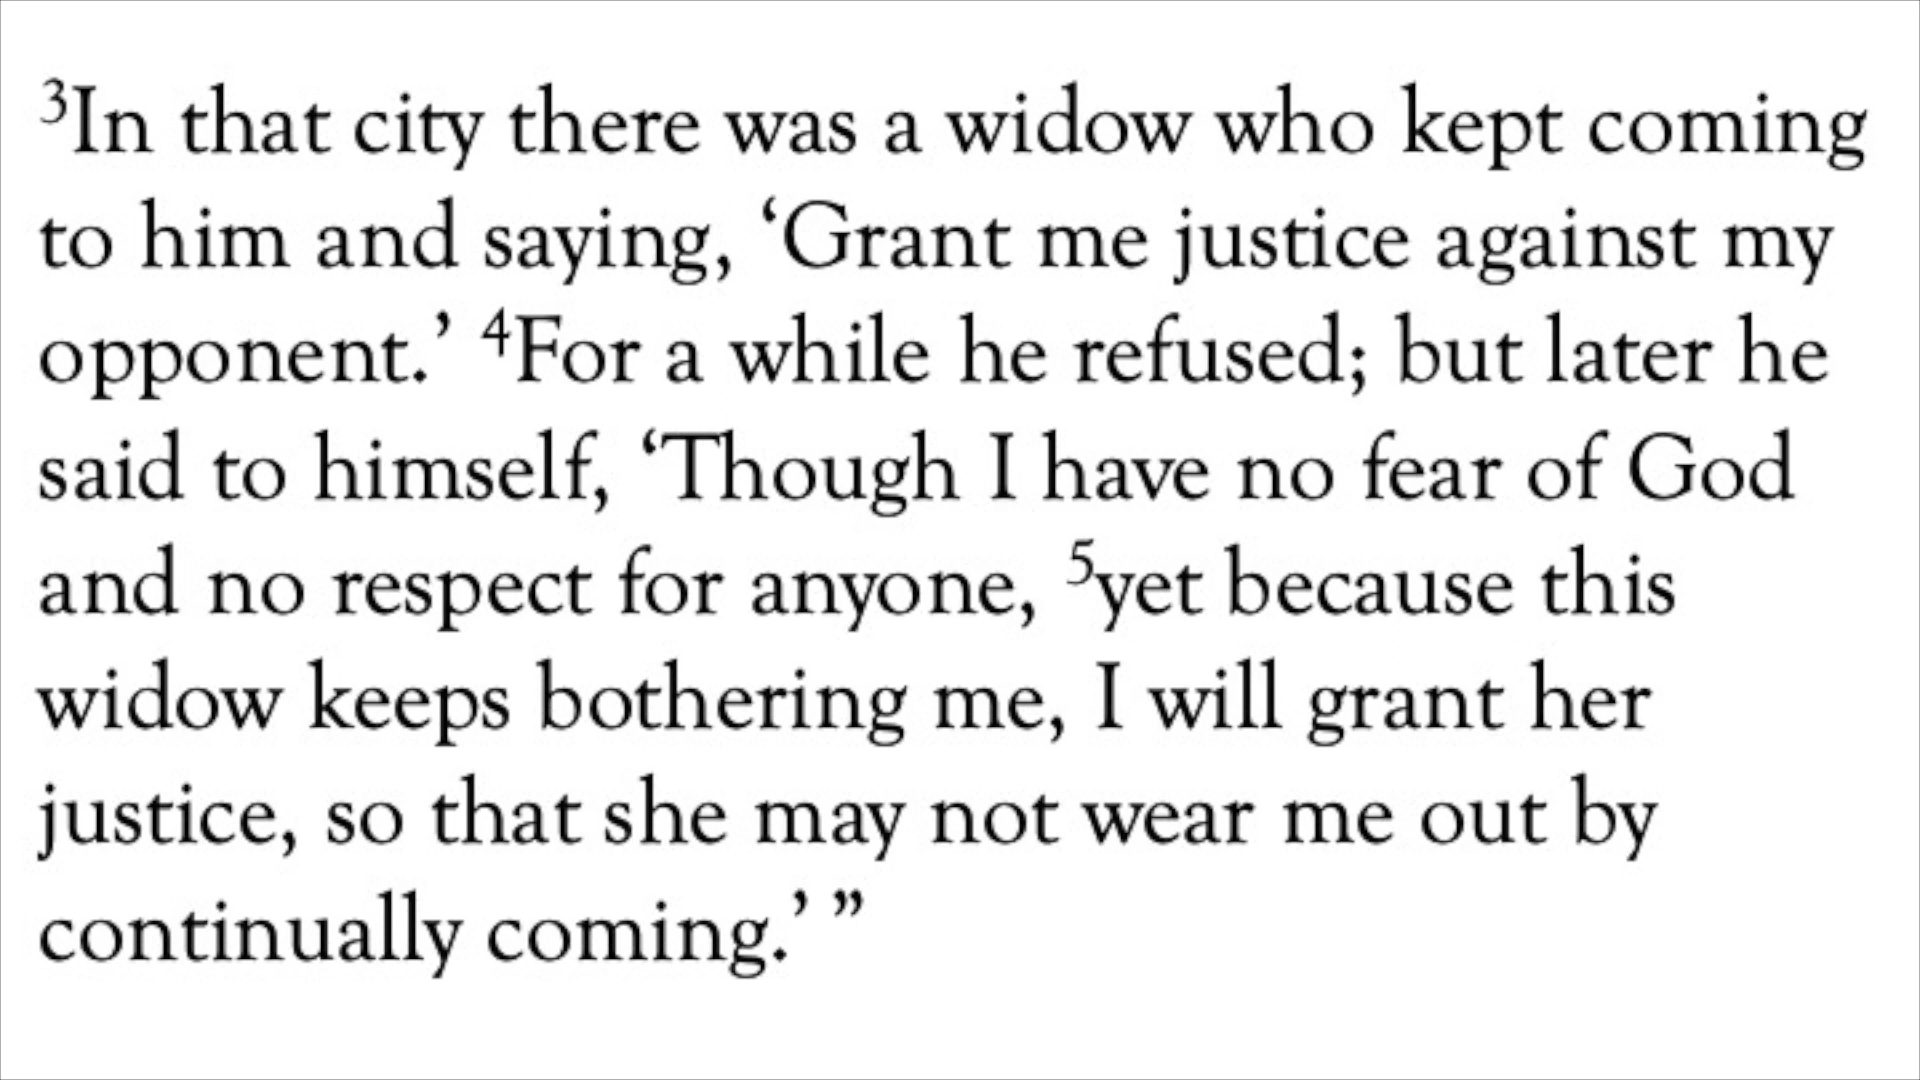 ³In that city there was a widow who kept coming
to him and saying, ‘Grant me justice against my
opponent.’ ⁴For a while he refused; but later he
said to himself, ‘Though I have no fear of God
and no respect for anyone, ⁵yet because this
widow keeps bothering me, I will grant her
justice, so that she may not wear me out by
continually coming.’ ”